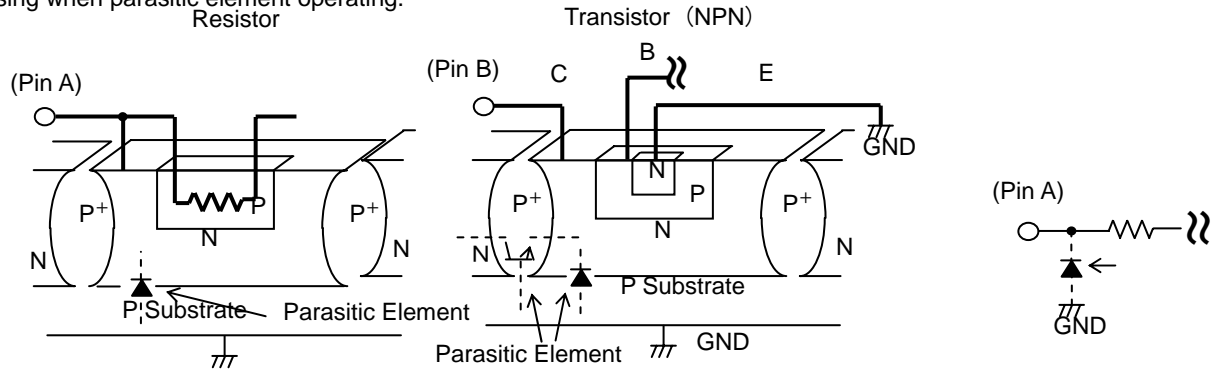 sing when parasitic element operating.
Resistor
Transistor（NPN）
(Pin A)
P+
P
N
P+
N
N
P Substrate
Parasitic Element
(Pin B)
C
B
E
GND
P+
N
P
N
P+
N
N
P Substrate
Parasitic Element
GND
(Pin A)
GND